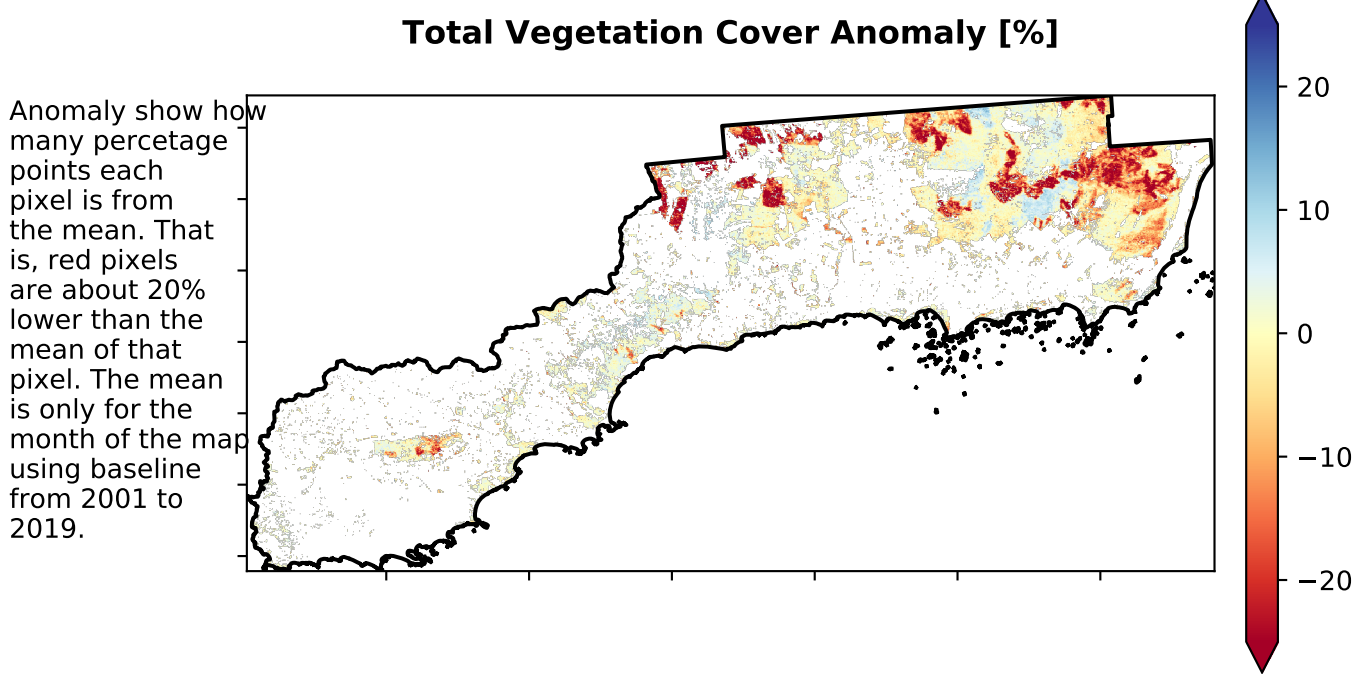 Total Vegetation Cover Anomaly [%]
Anomaly show how
many percetage
points each
pixel is from
the mean. That
is, red pixels
are about 20%
lower than the
mean of that
pixel. The mean
is only for the
month of the map
using baseline
from 2001 to
2019.
20
10
0
−10
−20